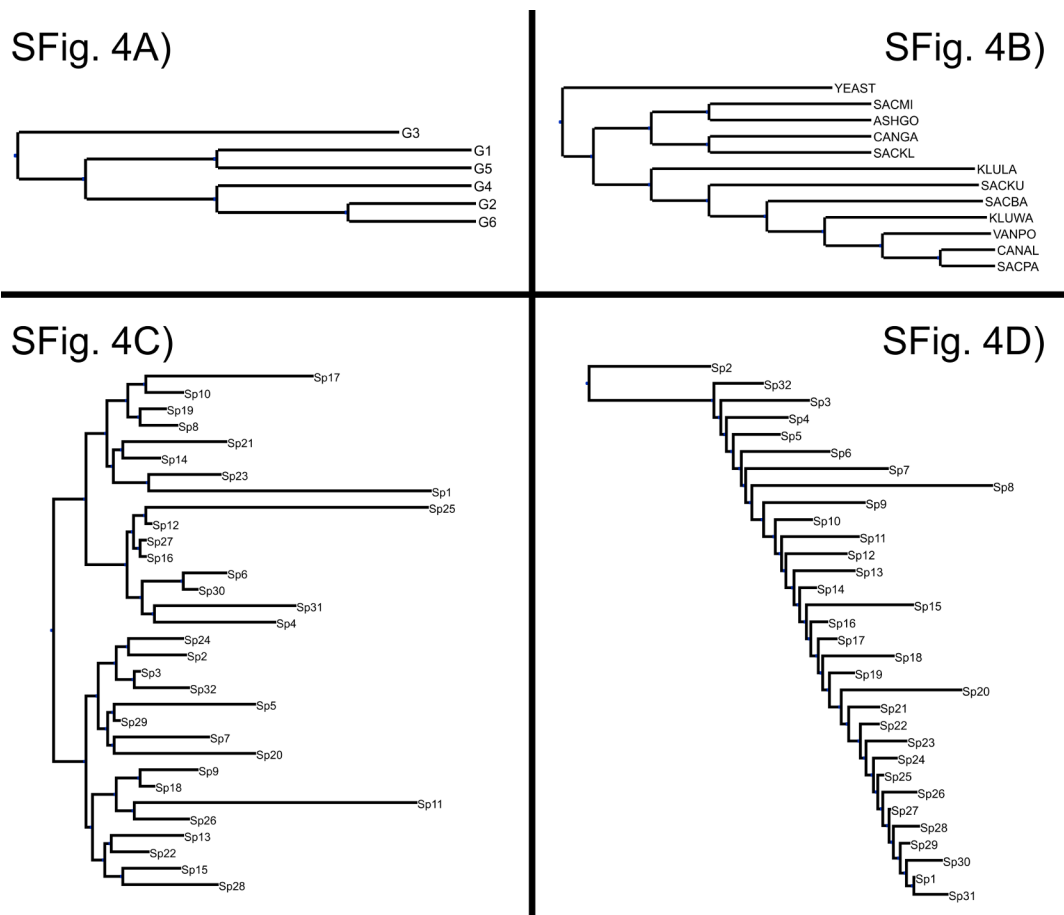 SFig. 4A)
G3
G1
G5
G4
G2
G6
SFig. 4B)
YEAST
SACMI
ASHGO
CANGA
SACKL
KLULA
SACKU
SACBA
KLUWA
VANPO
CANAL
SACPA
SFig. 4C)
Sp17
Sp10
Sp19
Sp8
Sp21
Sp14
Sp23
Sp1
Sp25
Sp12
Sp27
Sp16
Sp6
Sp30
Sp31
Sp4
Sp24
Sp2
Sp3
Sp32
Sp5
Sp29
Sp7
Sp20
Sp9
Sp18
Sp11
Sp26
Sp13
Sp22
Sp15
Sp28
SFig. 4D)
Sp2
Sp32
Sp3
Sp4
Sp5
Sp6
Sp7
Sp8
Sp9
Sp10
Sp11
Sp12
Sp13
Sp14
Sp15
Sp16
Sp17
Sp18
Sp19
Sp20
Sp21
Sp22
Sp23
Sp24
Sp25
Sp26
Sp27
Sp28
Sp29
Sp30
Sp1
Sp31